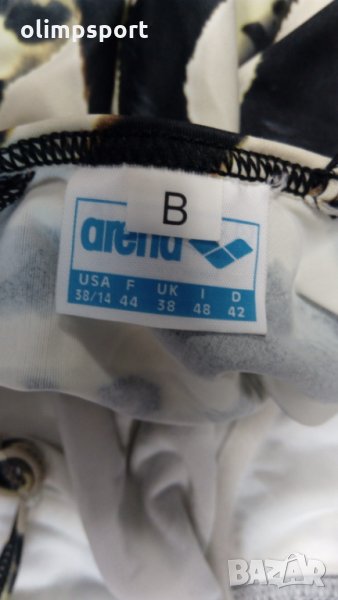 olimpsport
B
arena
USA F UK I D
38/14 44 38 48 42
BAZAR